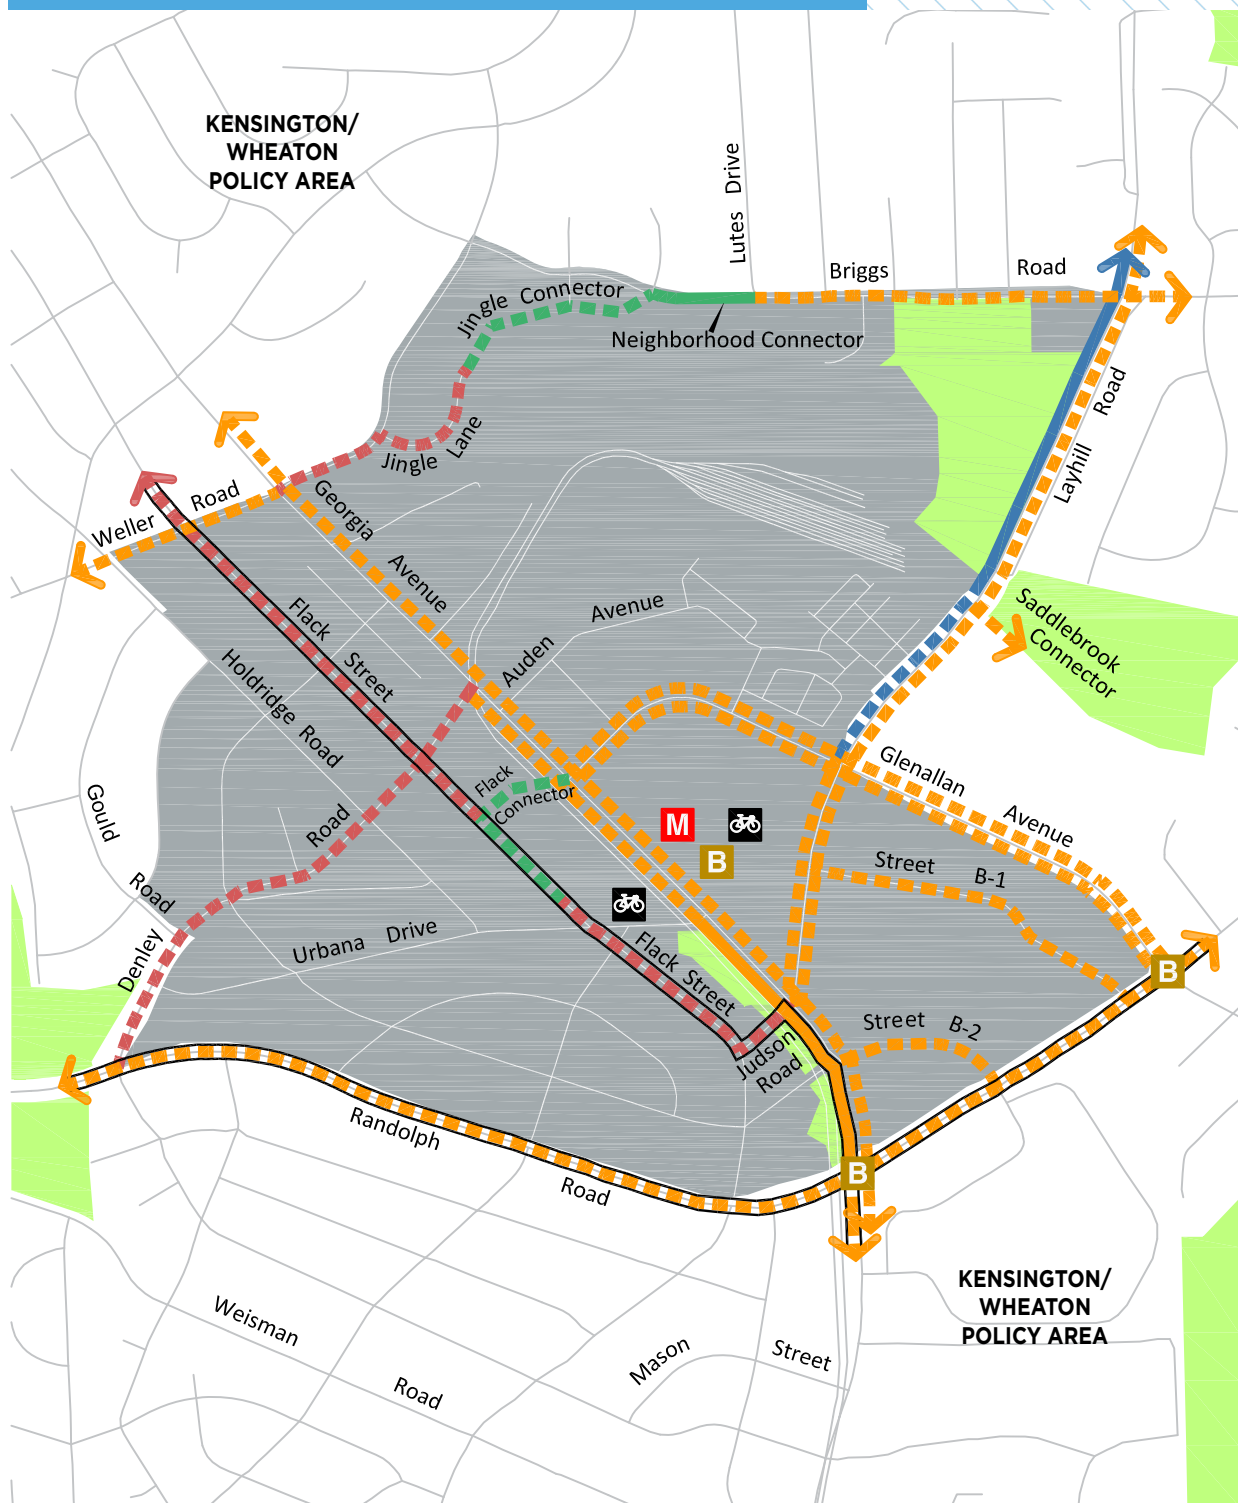 KENSINGTON/
WHEATON
POLICY AREA
Lutes Drive
Briggs Road
Jingle Connector
Neighborhood Connector
Layhill Road
Jingle Lane
Weller Road
Georgia Avenue
Flack Street
Avenue
Auden
Saddlebrook
Connector
Holdridge Road
Glenallan Avenue
Flack
Connector
Gould
Road
M
B
Road
Street B-1
Denley
Urbana Drive
Flack Street
B
Street B-2
Judson
Road
Randolph
Road
B
KENSINGTON/
WHEATON
POLICY AREA
Weisman
Road
Mason Street